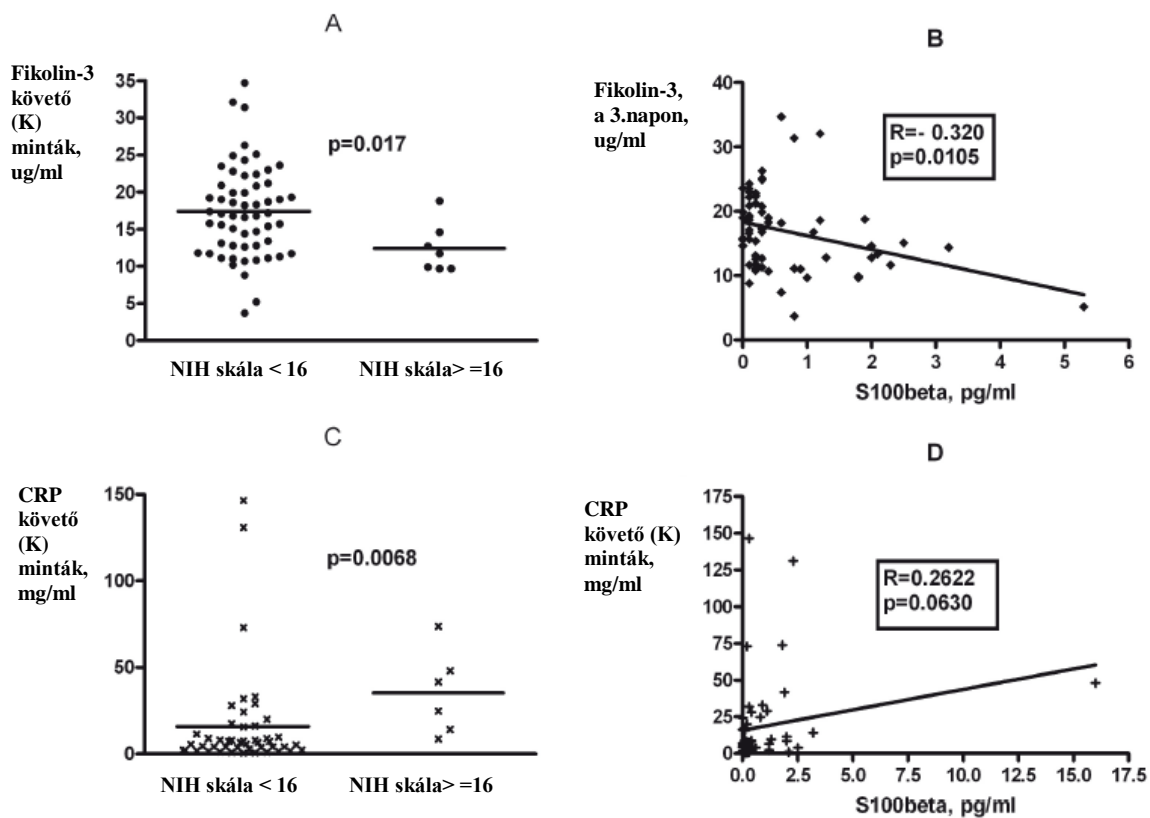 A
Fikolin-3
követő
(K)
minták,
ug/ml
35
30
25
20
15
10
5
0
p=0.017
NIH skála < 16
NIH skála> =16
B
Fikolin-3,
a 3.napon,
ug/ml
40
30
20
10
0
R=- 0.320
p=0.0105
0
1
2
3
4
5
6
S100beta, pg/ml
C
CRP
követő
(K)
minták,
mg/ml
150
100
50
0
p=0.0068
NIH skála < 16
NIH skála> =16
D
CRP
követő (K)
minták,
mg/ml
175
150
125
100
75
50
25
0
R=0.2622
p=0.0630
0.0
2.5
5.0
7.5
10.0
12.5
15.0
17.5
S100beta, pg/ml